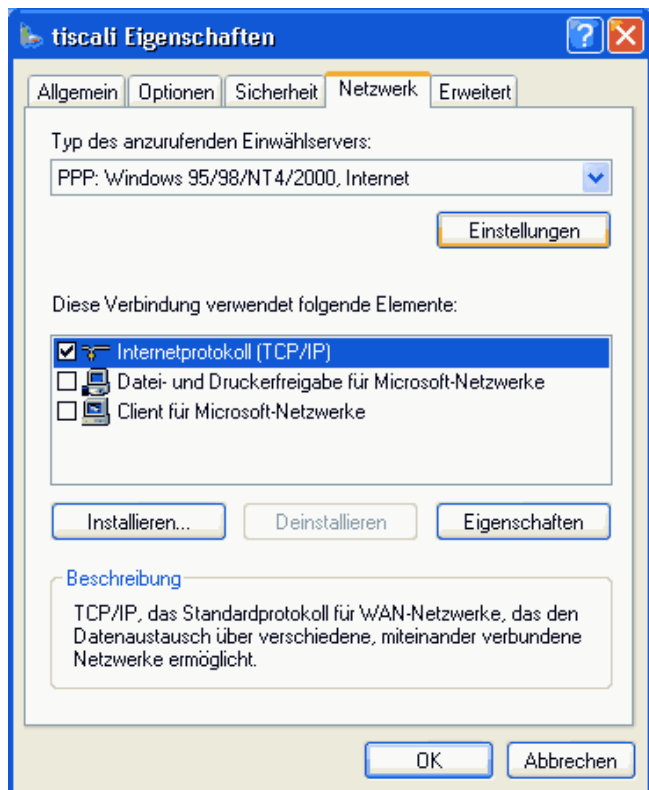 tiscali Eigenschaften
Allgemein Optionen Sicherheit Netzwerk Erweitert
Typ des anzurufenden Einwählservers:
PPP: Windows 95/98/NT4/2000, Internet
Einstellungen
Diese Verbindung verwendet folgende Elemente:
Internetprotokoll (TCP/IP)
Datei- und Druckerfreigabe für Microsoft-Netzwerke
Client für Microsoft-Netzwerke
Installieren... Deinstallieren Eigenschaften
Beschreibung
TCP/IP, das Standardprotokoll für WAN-Netzwerke, das den
Datenaustausch über verschiedene, miteinander verbundene
Netzwerke ermöglicht.
OK Abbrechen